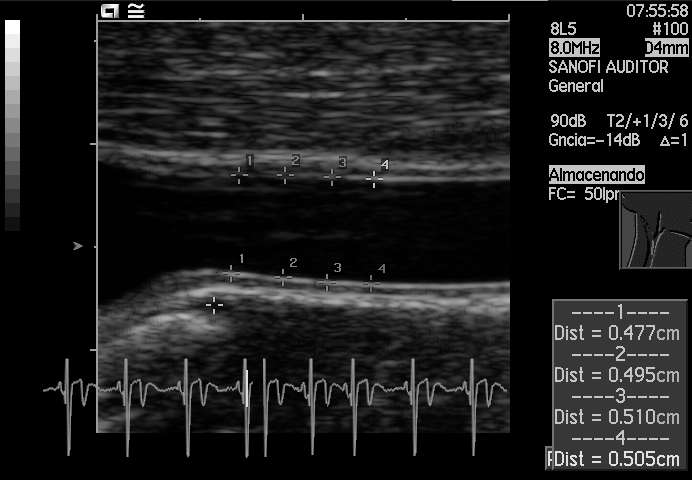 07:55:58
8L5 #100
8.0MHz 04mm
SANOFI AUDITOR
General
90dB T2/+1/3/ 6
Gncia=-14dB Δ=1
Almacenando
FC= 50lpr
1 2 3 4
1 2 3 4
----1----
Dist = 0.477cm
----2----
Dist = 0.495cm
----3----
Dist = 0.510cm
----4----
Dist = 0.505cm